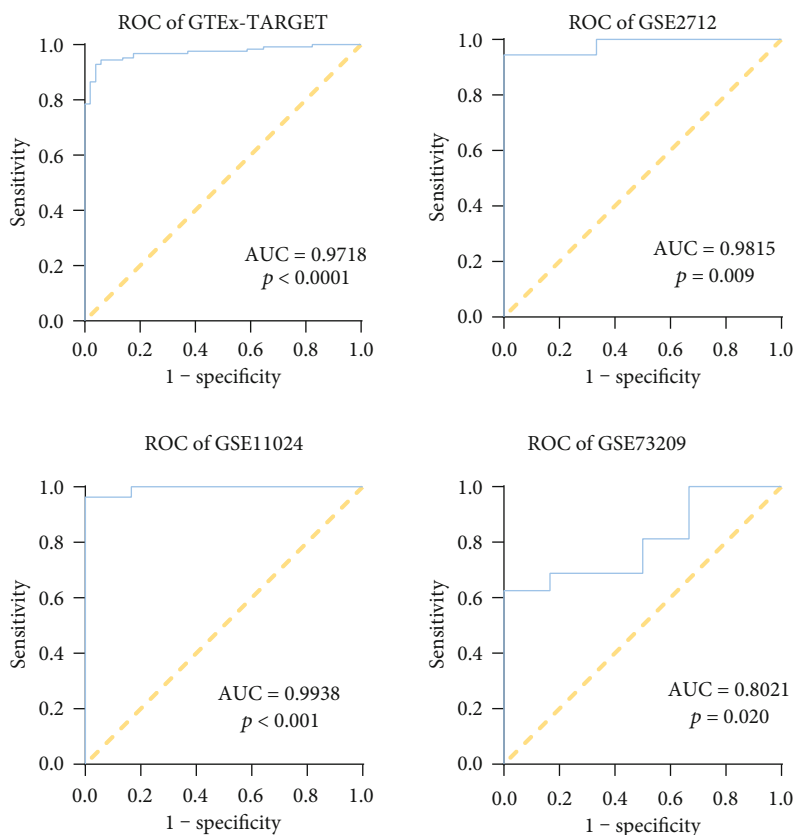 ROC of GTEx-TARGET
1.0
0.8
0.6
0.4
0.2
0.0
Sensitivity
AUC = 0.9718
p < 0.0001
0.0 0.2 0.4 0.6 0.8 1.0
1 − specificity
ROC of GSE2712
1.0
0.8
0.6
0.4
0.2
0.0
Sensitivity
AUC = 0.9815
p = 0.009
0.0 0.2 0.4 0.6 0.8 1.0
1 − specificity
ROC of GSE11024
1.0
0.8
0.6
0.4
0.2
0.0
Sensitivity
AUC = 0.9938
p < 0.001
0.0 0.2 0.4 0.6 0.8 1.0
1 − specificity
ROC of GSE73209
1.0
0.8
0.6
0.4
0.2
0.0
Sensitivity
AUC = 0.8021
p = 0.020
0.0 0.2 0.4 0.6 0.8 1.0
1 − specificity